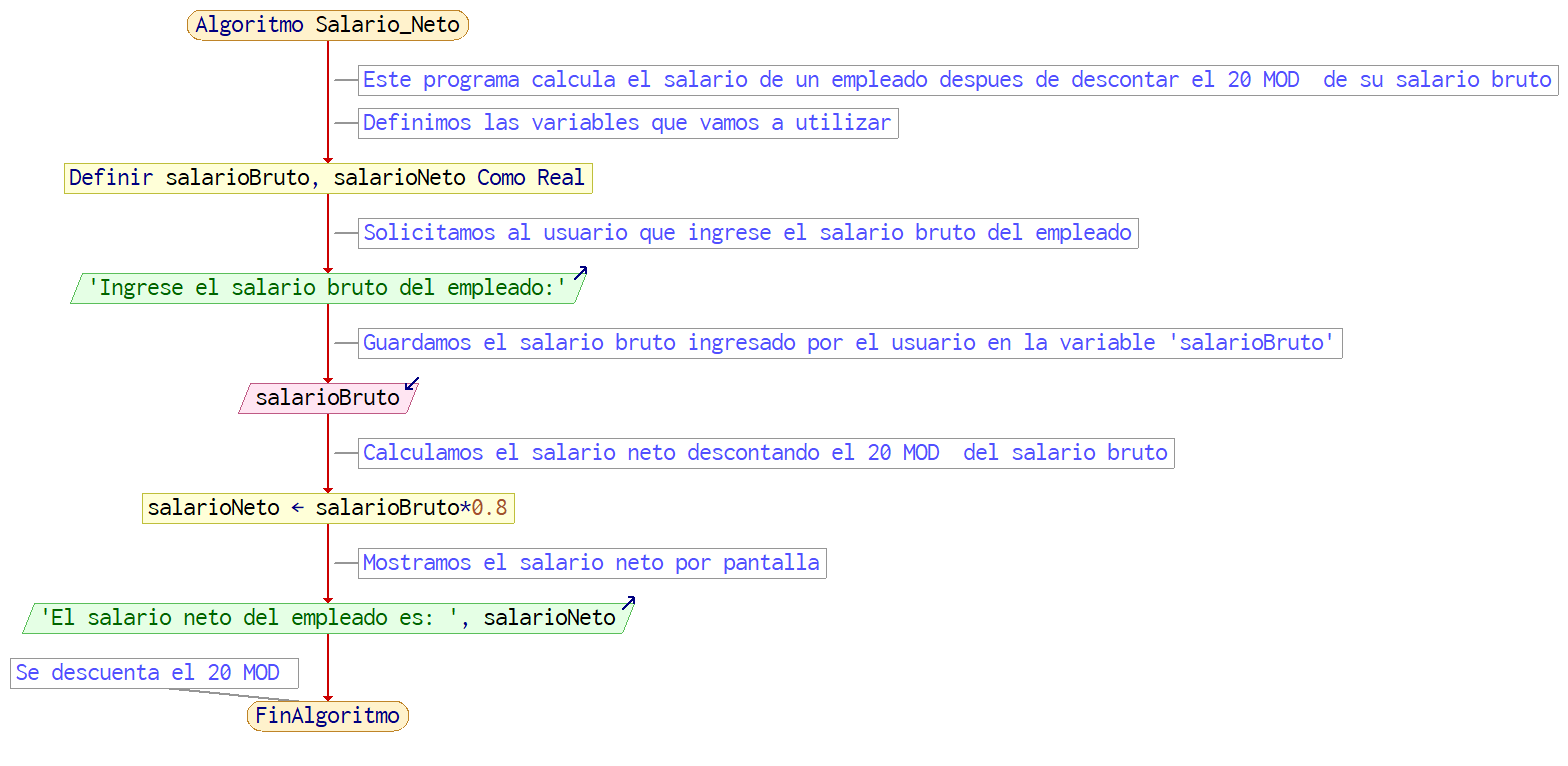 Algoritmo Salario_Neto
Este programa calcula el salario de un empleado despues de descontar el 20 MOD  de su salario bruto
Definimos las variables que vamos a utilizar
Definir salarioBruto, salarioNeto Como Real
Solicitamos al usuario que ingrese el salario bruto del empleado
'Ingrese el salario bruto del empleado:'
Guardamos el salario bruto ingresado por el usuario en la variable 'salarioBruto'
salarioBruto
Calculamos el salario neto descontando el 20 MOD  del salario bruto
salarioNeto ← salarioBruto*0.8
Mostramos el salario neto por pantalla
'El salario neto del empleado es: ', salarioNeto
Se descuenta el 20 MOD
FinAlgoritmo